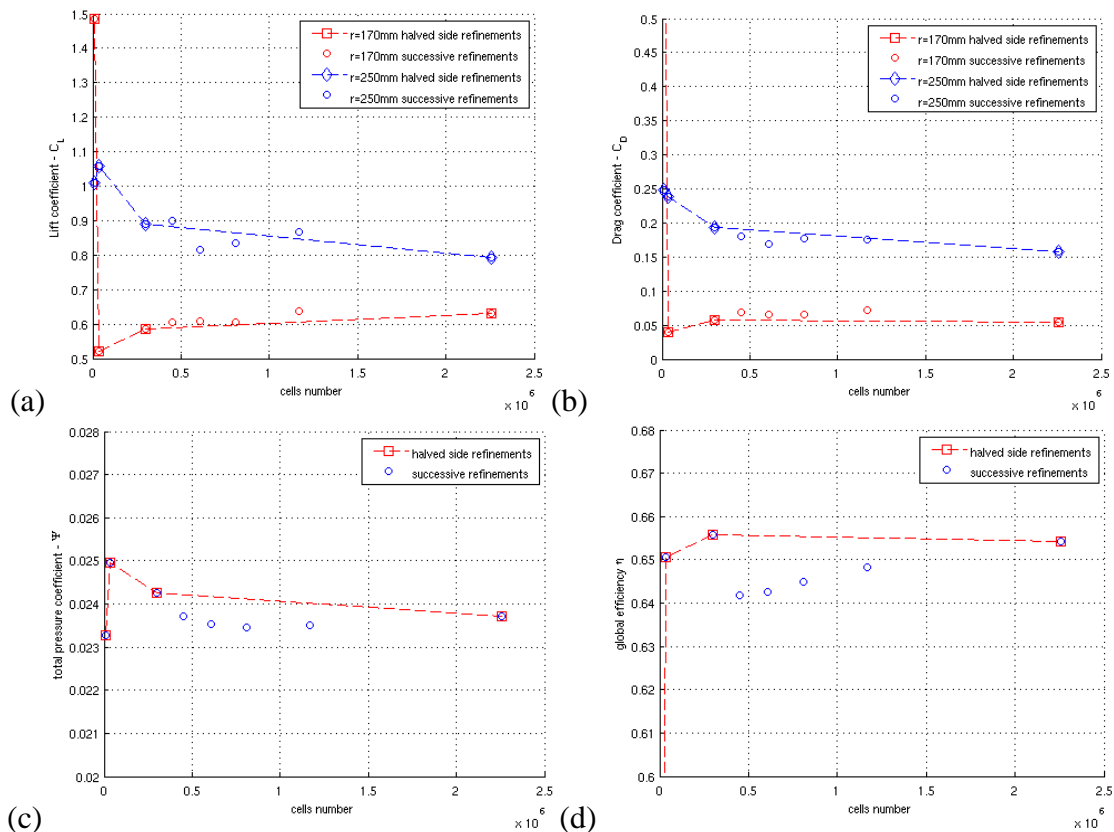 1.5
1.4
1.3
1.2
1.1
1
0.9
0.8
0.7
0.6
0.5
Lift coefficient - C_L
r=170mm halved side refinements
r=170mm successive refinements
r=250mm halved side refinements
r=250mm successive refinements
0 0.5 1 1.5 2 2.5
cells number
x 10 6
(a)
0.5
0.45
0.4
0.35
0.3
0.25
0.2
0.15
0.1
0.05
0
Drag coefficient - C_D
r=170mm halved side refinements
r=170mm successive refinements
r=250mm halved side refinements
r=250mm successive refinements
0 0.5 1 1.5 2 2.5
cells number
x 10 6
(b)
0.028
0.027
0.026
0.025
0.024
0.023
0.022
0.021
0.02
total pressure coefficient - Ψ
halved side refinements
successive refinements
0 0.5 1 1.5 2 2.5
cells number
x 10 6
(c)
0.68
0.67
0.66
0.65
0.64
0.63
0.62
0.61
0.6
global efficiency η
halved side refinements
successive refinements
0 0.5 1 1.5 2 2.5
cells number
x 10 6
(d)